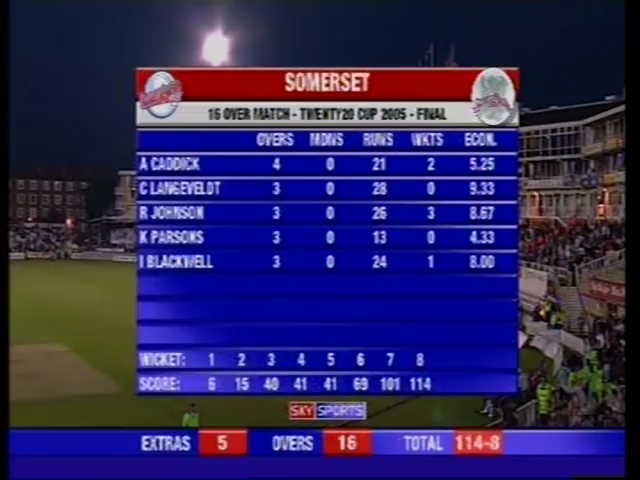 SOMERSET
16 OVER MATCH - TWENTY20 CUP 2005 - FINAL
OVERS MDNS RUNS WKTS ECON.
A CADDICK 4 0 21 2 5.25
C LANGEVELDT 3 0 28 0 9.33
R JOHNSON 3 0 26 3 8.67
K PARSONS 3 0 13 0 4.33
I BLACKWELL 3 0 24 1 8.00
WICKET: 1 2 3 4 5 6 7 8
SCORE: 6 15 40 41 41 69 101 114
SKY SPORTS
EXTRAS 5 OVERS 16 TOTAL 114-8